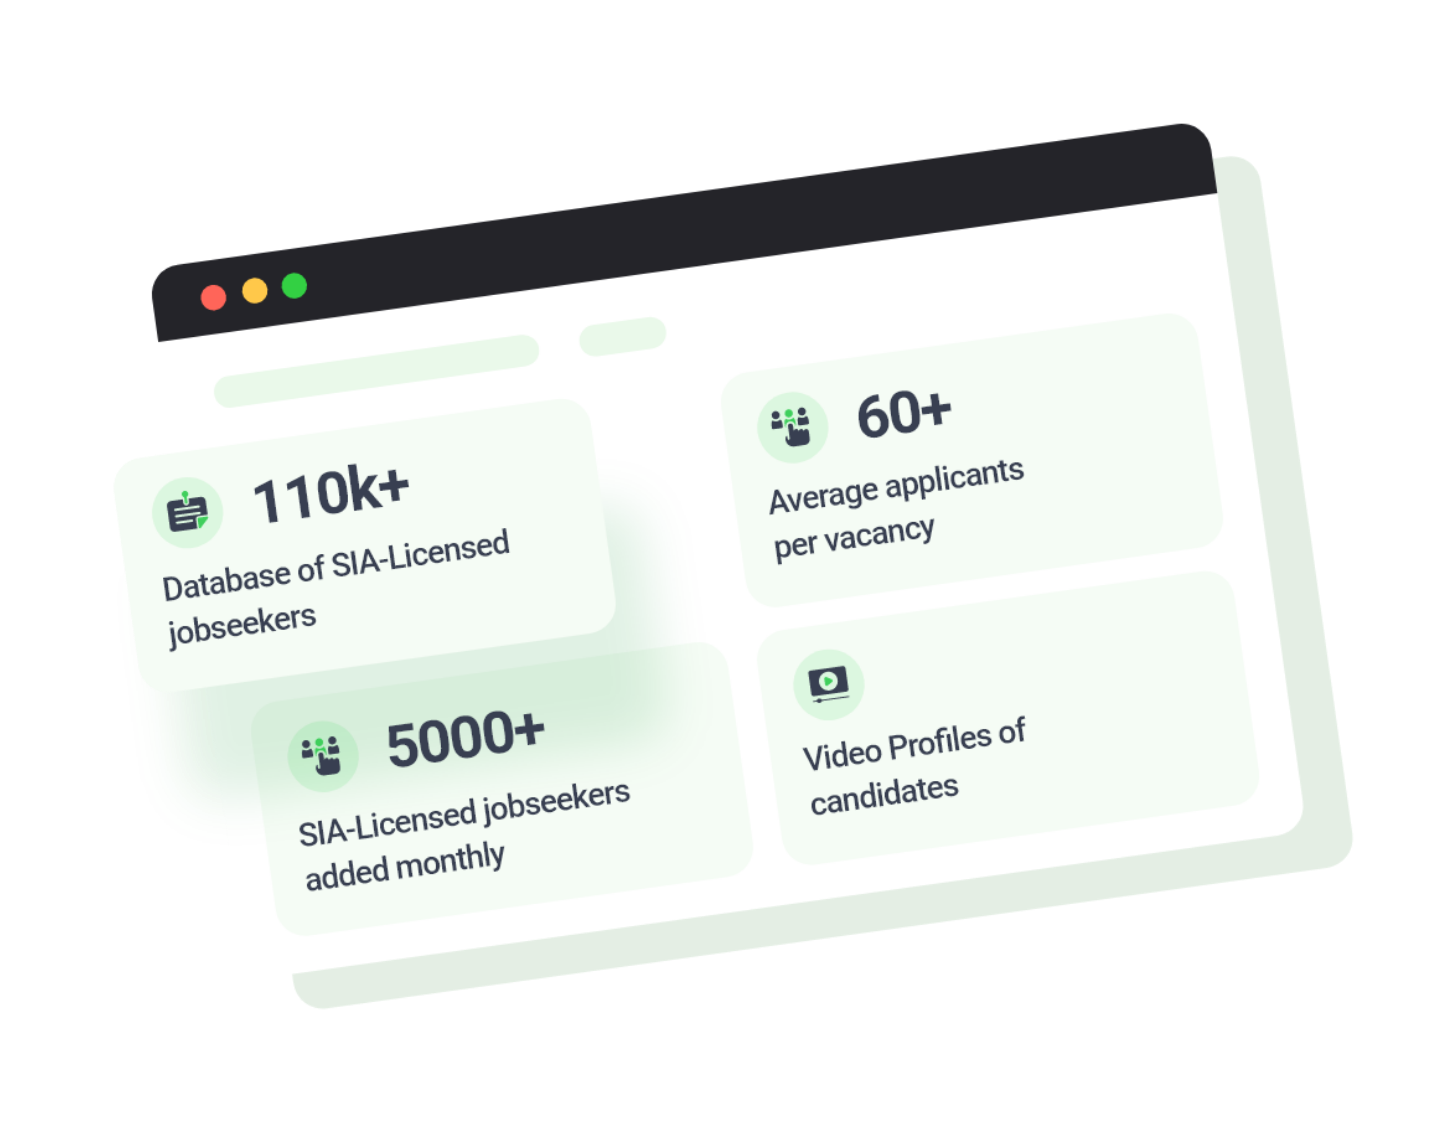 110k+
Database of SIA-Licensed
jobseekers
60+
Average applicants
per vacancy
5000+
SIA-Licensed jobseekers
added monthly
Video Profiles of
candidates